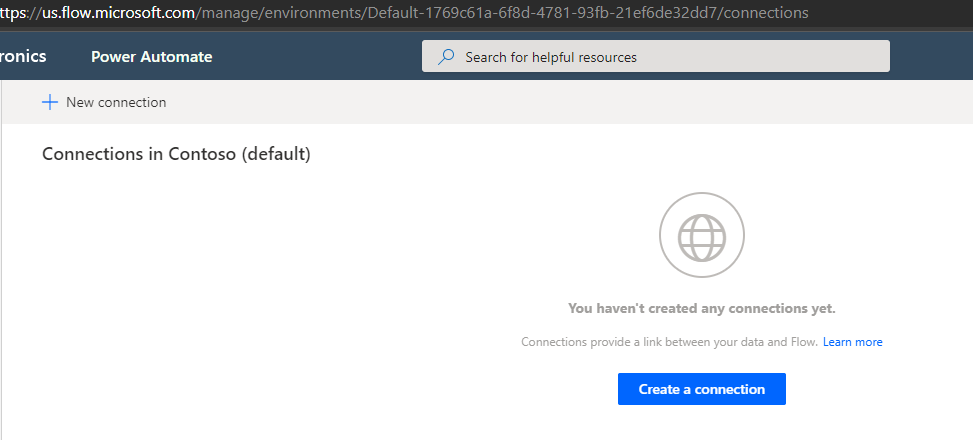 ttps://us.flow.microsoft.com/manage/environments/Default-1769c61a-6f8d-4781-93fb-21ef6de32dd7/connections
ronics Power Automate Search for helpful resources
New connection
Connections in Contoso (default)
You haven't created any connections yet.
Connections provide a link between your data and Flow. Learn more
Create a connection